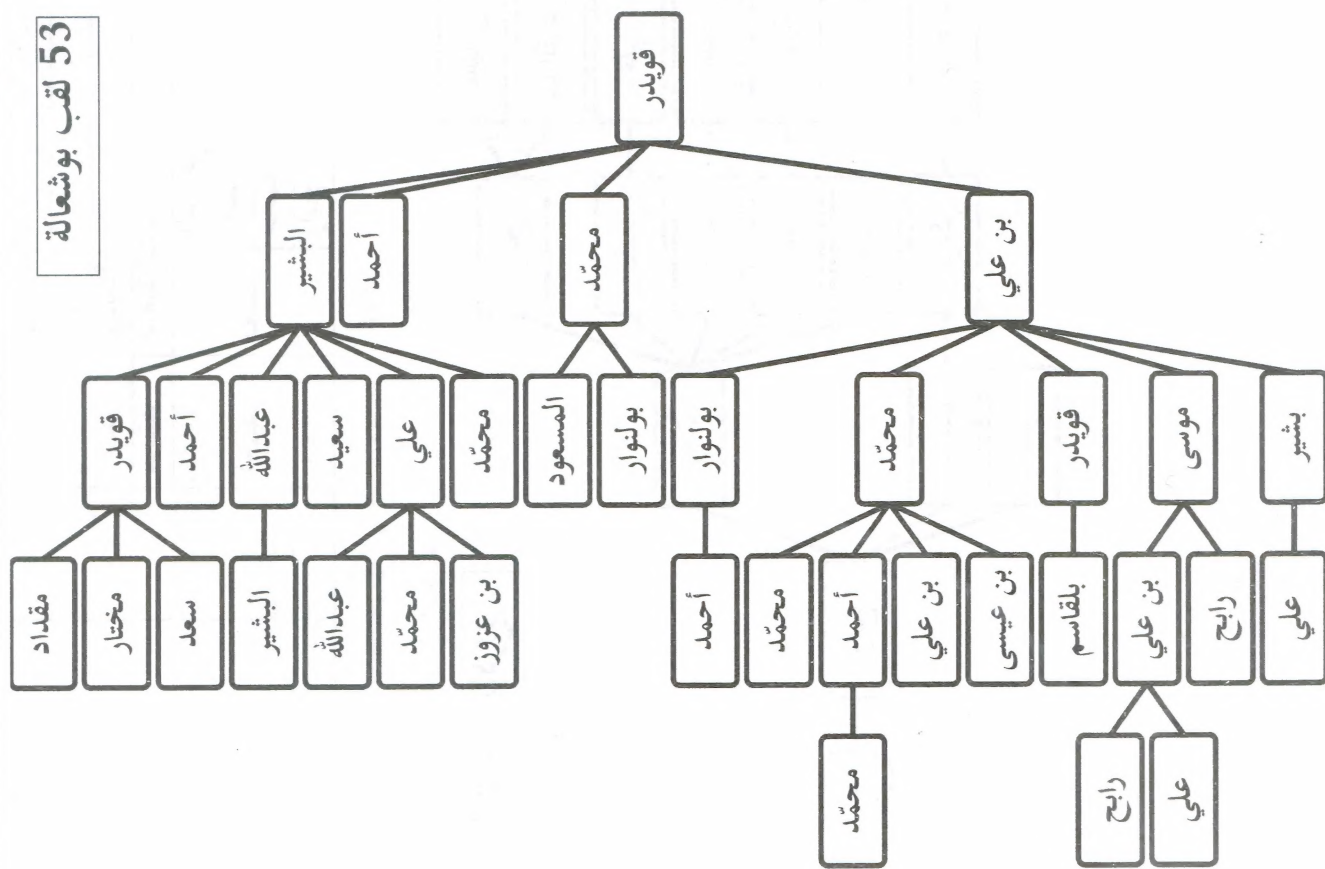 53 لقب بوشعالة
قويدر
البشير
أحمد
محمّد
بن علي
قويدر
أحمد
عبدالله
سعيد
علي
محمّد
المسعود
بولنوار
بولنوار
محمّد
قويدر
موسى
بشير
مقداد
مختار
سعد
البشير
عبدالله
محمّد
بن عزوز
أحمد
محمّد
أحمد
بن علي
بن عيسى
بلقاسم
بن علي
رابح
علي
محمّد
رابح
علي